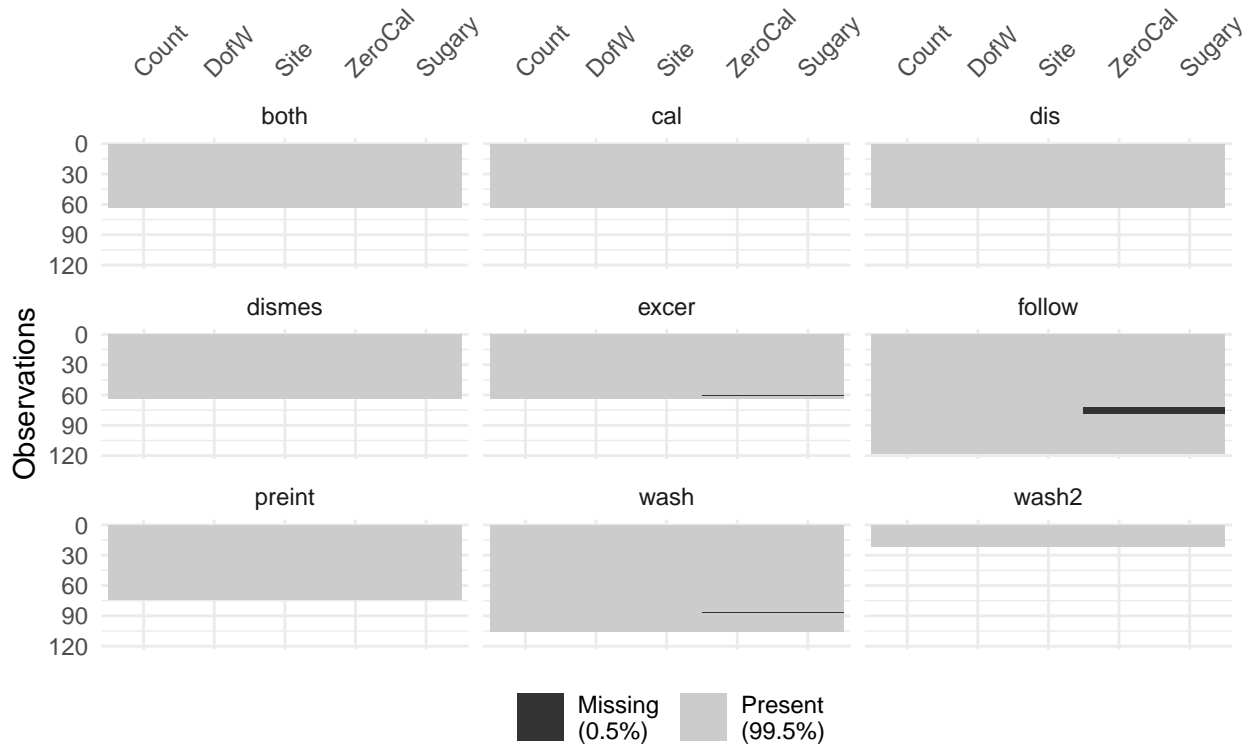 Count DofW Site ZeroCal Sugary Count DofW Site ZeroCal Sugary Count DofW Site ZeroCal Sugary
both cal dis
0
30
60
90
120
dismes excer follow
0
30
60
90
120
Observations
preint wash wash2
0
30
60
90
120
Missing
(0.5%)
Present
(99.5%)